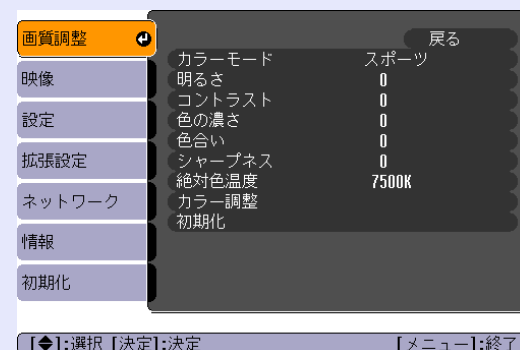 画質調整
映像
設定
拡張設定
ネットワーク
情報
初期化
戻る
カラーモード スポーツ
明るさ 0
コントラスト 0
色の濃さ 0
色合い 0
シャープネス 0
絶対色温度 7500K
カラー調整
初期化
[◆]:選択 [決定]:決定 [メニュー]:終了